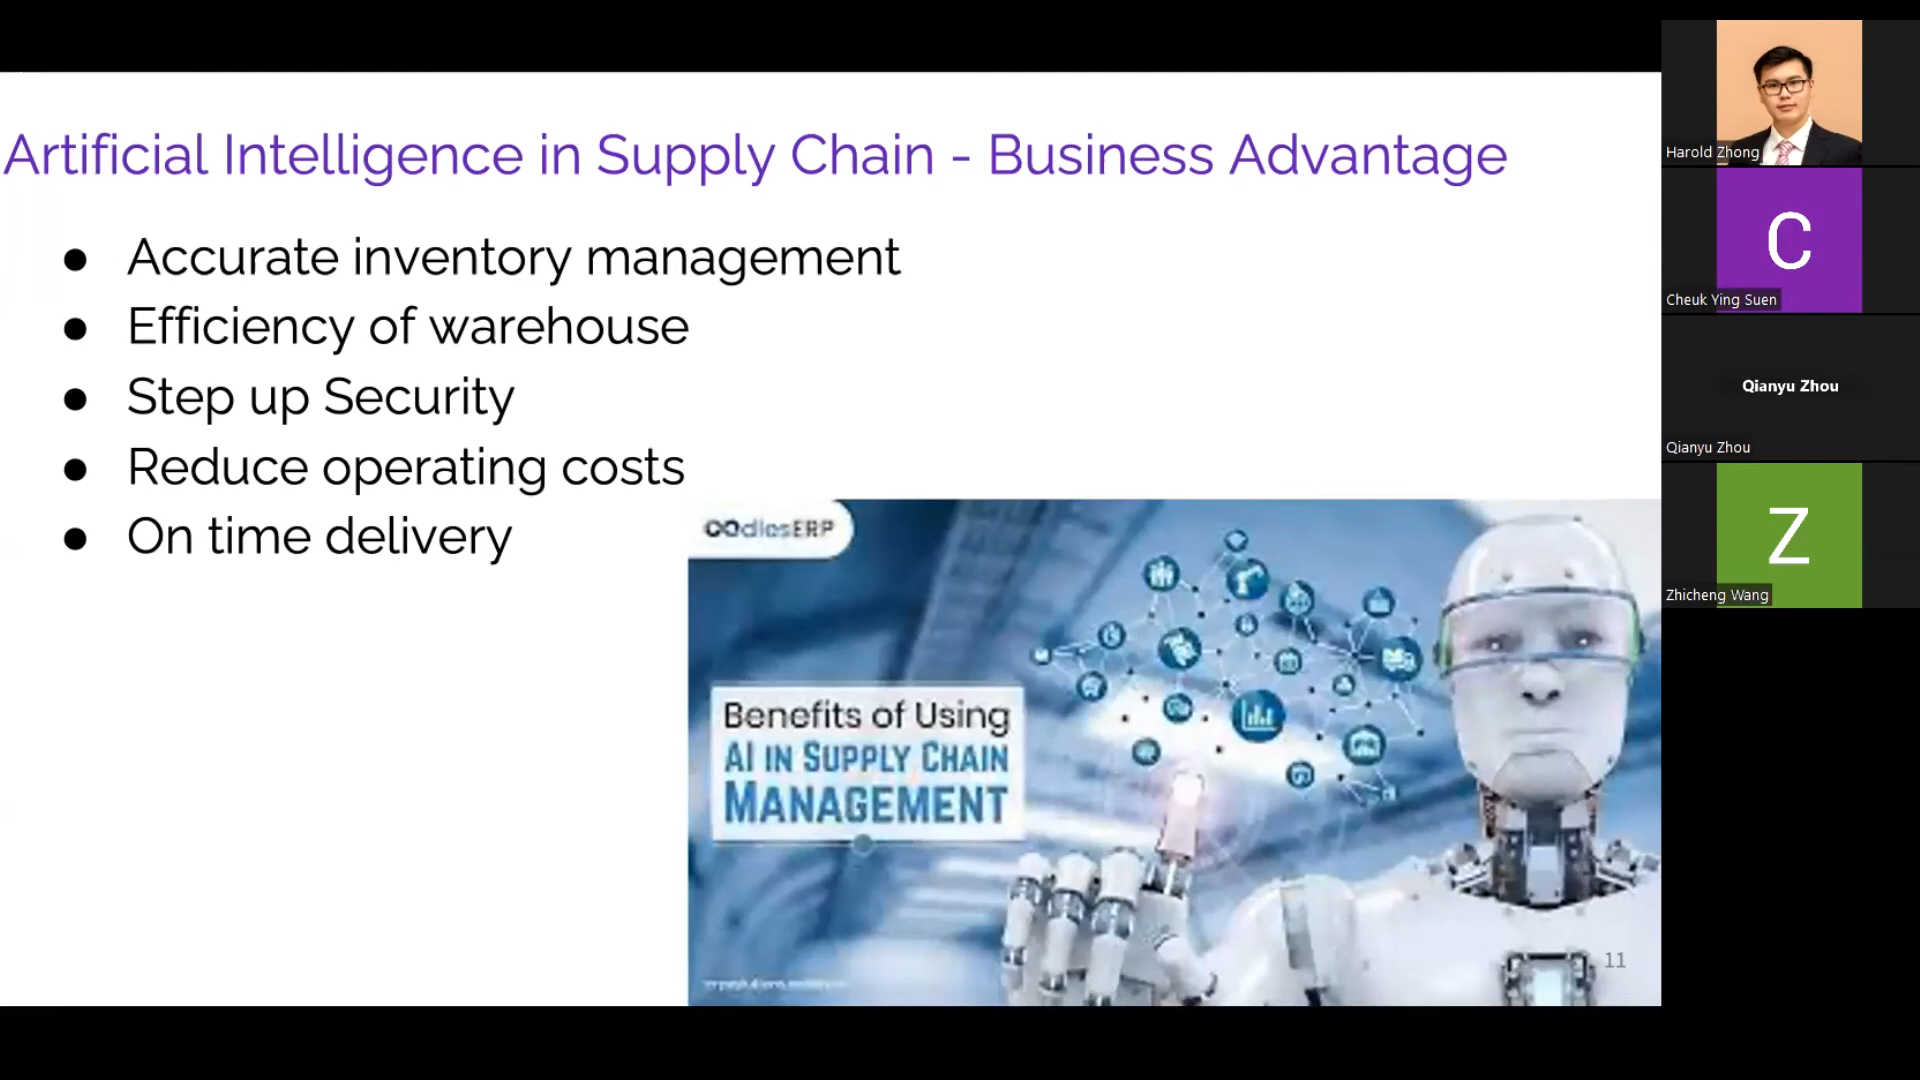 Artificial Intelligence in Supply Chain - Business Advantage
● Accurate inventory management
● Efficiency of warehouse
● Step up Security
● Reduce operating costs
● On time delivery
OOdlesERP
Benefits of Using
AI IN SUPPLY CHAIN
MANAGEMENT
11
Harold Zhong
C
Cheuk Ying Suen
Qianyu Zhou
Qianyu Zhou
Z
Zhicheng Wang